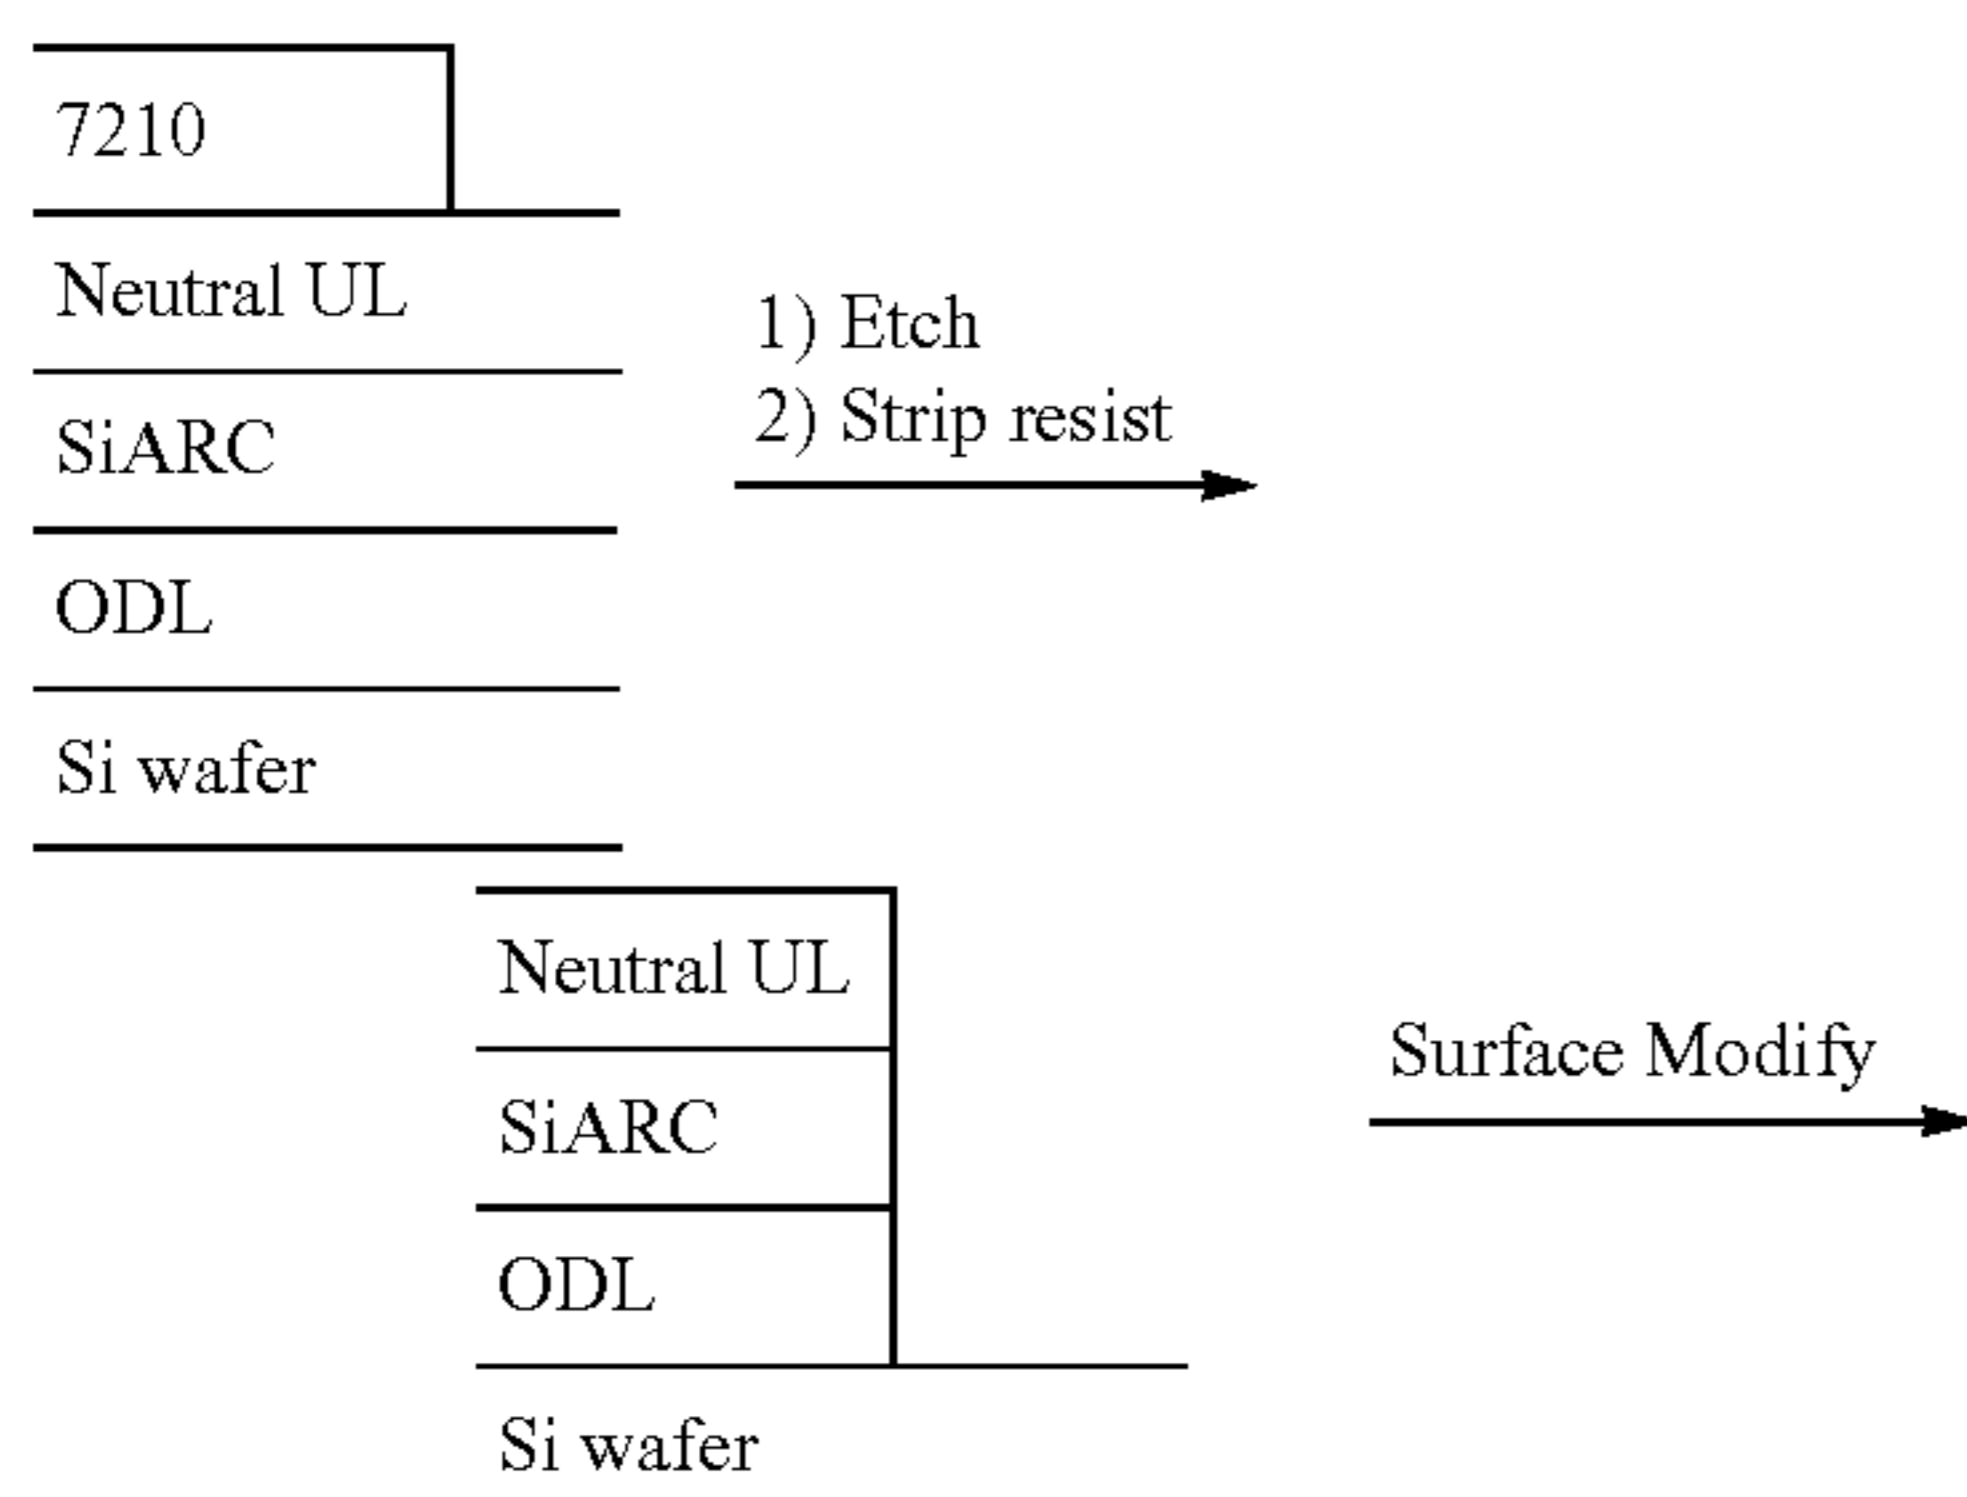 7210
Neutral UL
SiARC
ODL
Si wafer
1) Etch
2) Strip resist
Neutral UL
SiARC
ODL
Si wafer
Surface Modify